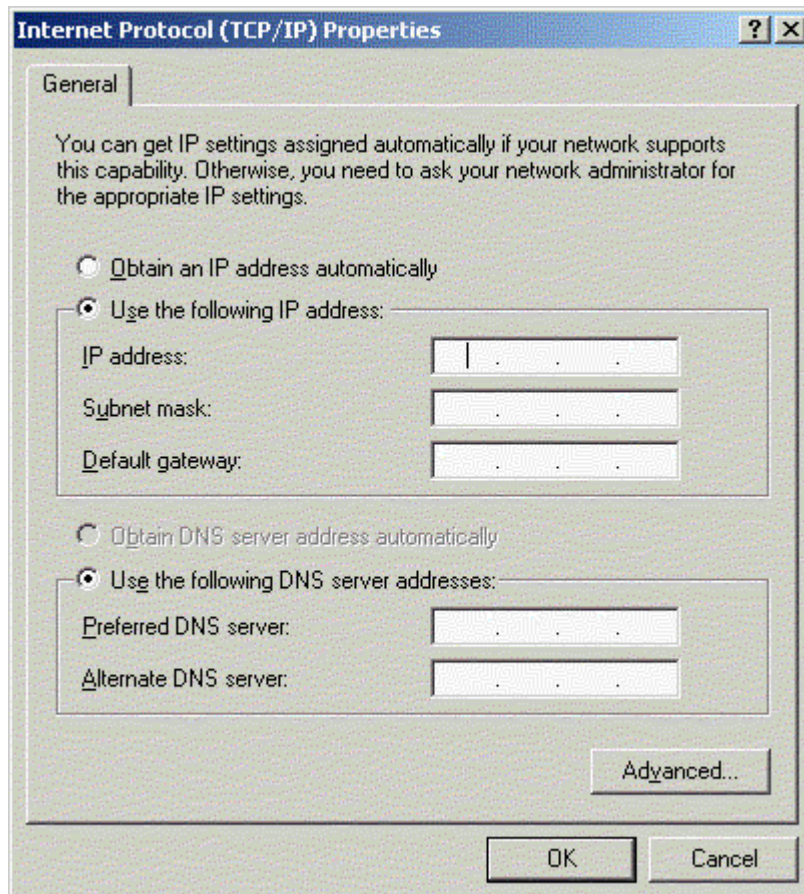 Internet Protocol (TCP/IP) Properties
General
You can get IP settings assigned automatically if your network supports
this capability. Otherwise, you need to ask your network administrator for
the appropriate IP settings.
Obtain an IP address automatically
Use the following IP address:
IP address:
. . .
Subnet mask:
. . .
Default gateway:
. . .
Obtain DNS server address automatically
Use the following DNS server addresses:
Preferred DNS server:
. . .
Alternate DNS server:
. . .
Advanced...
OK Cancel